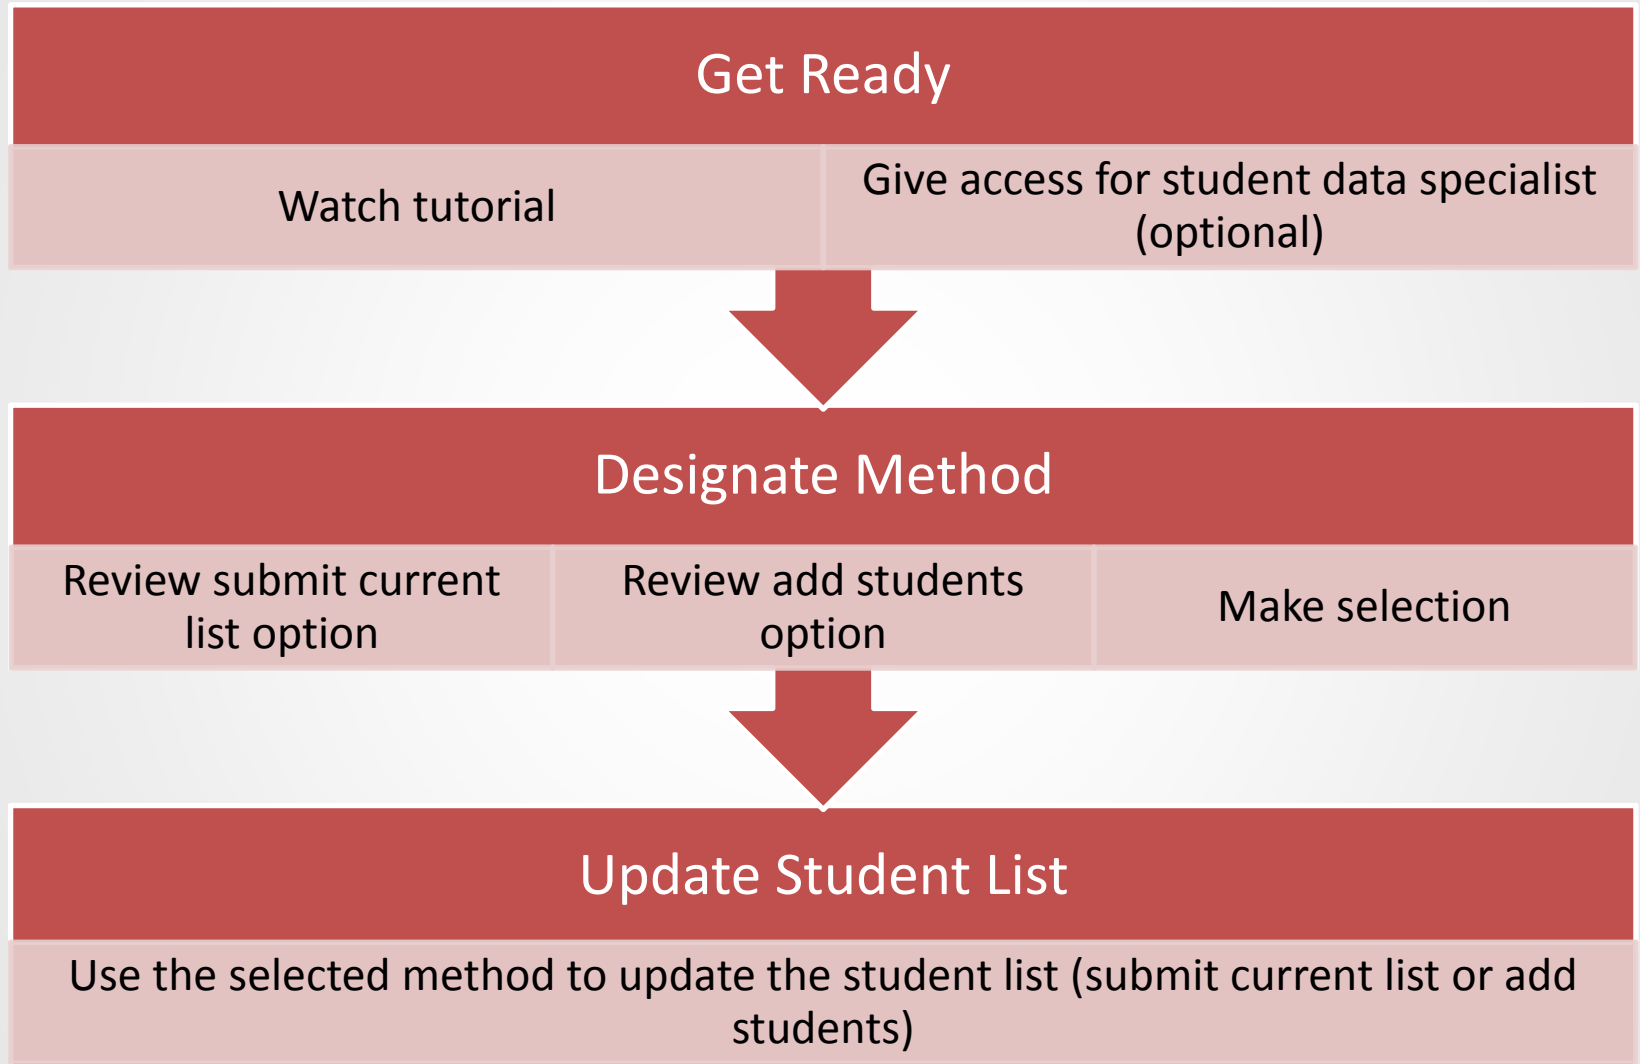 Get Ready
Watch tutorial
Give access for student data specialist
(optional)
Designate Method
Review submit current
list option
Review add students
option
Make selection
Update Student List
Use the selected method to update the student list (submit current list or add
students)